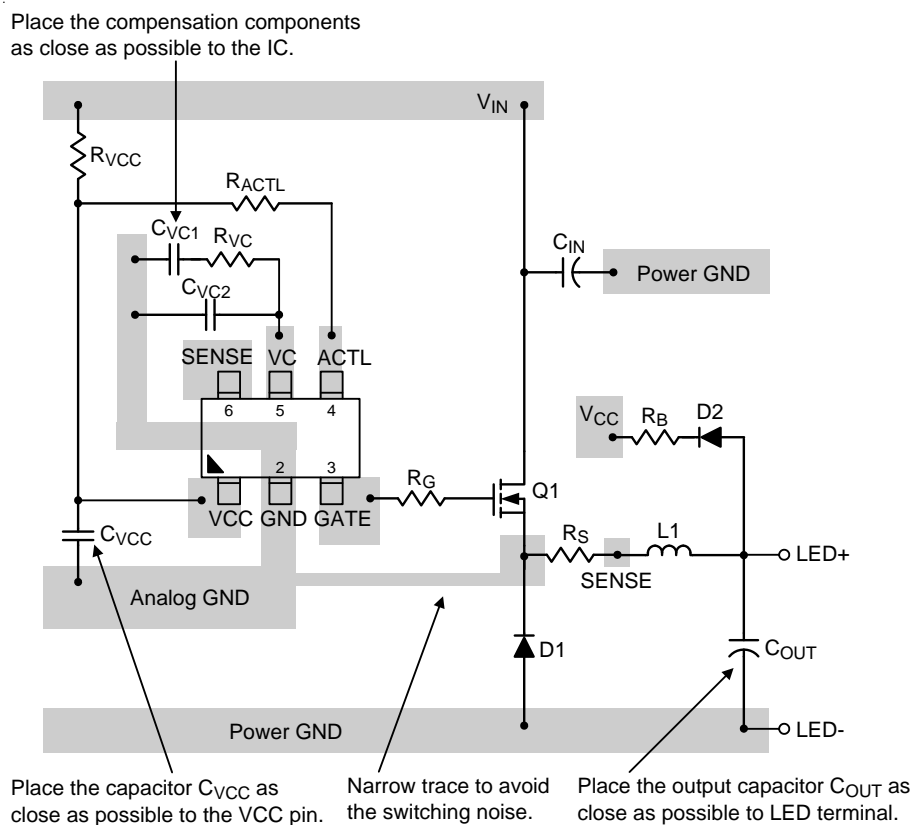 Place the compensation components
as close as possible to the IC.
VIN
RVCC
RACTL
CVC1
RVC
CIN
Power GND
CVC2
SENSE VC ACTL
6 5 4
VCC
RB
D2
2 3
RG
Q1
VCC GND GATE
CVCC
RS
L1
LED+
SENSE
Analog GND
D1
COUT
Power GND
LED-
Place the capacitor CVCC as
close as possible to the VCC pin.
Narrow trace to avoid
the switching noise.
Place the output capacitor COUT as
close as possible to LED terminal.